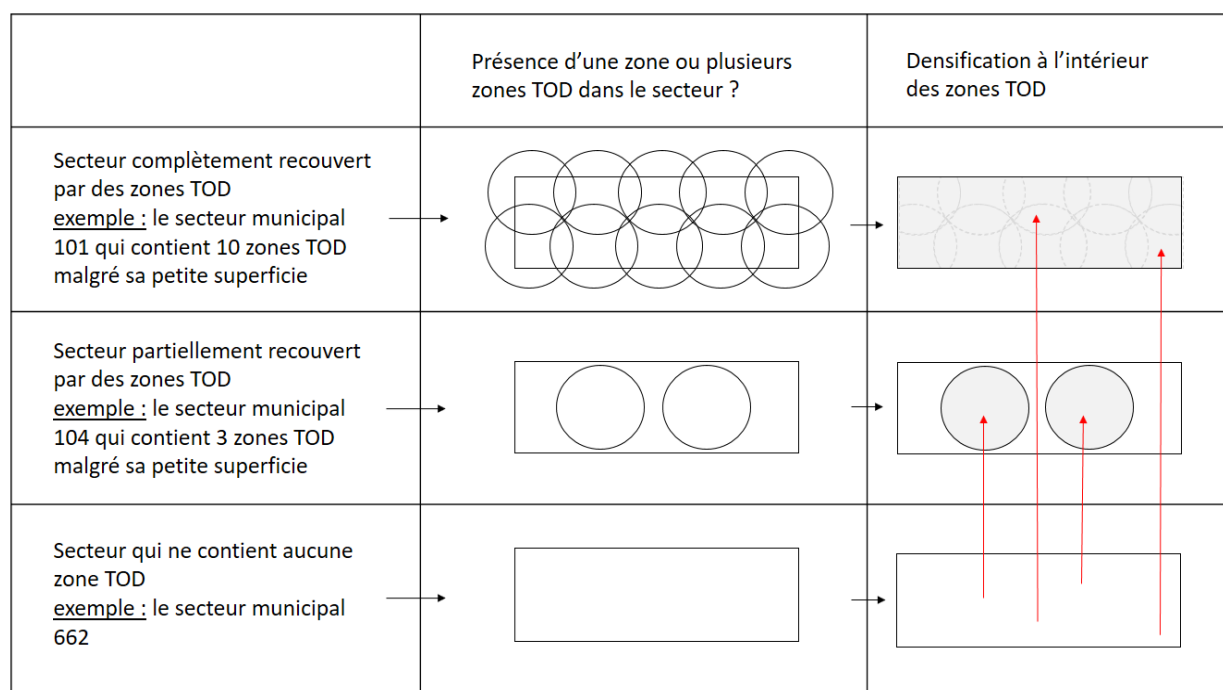 Présence d’une zone ou plusieurs
zones TOD dans le secteur ?
Densification à l’intérieur
des zones TOD
Secteur complètement recouvert
par des zones TOD
exemple : le secteur municipal
101 qui contient 10 zones TOD
malgré sa petite superficie
Secteur partiellement recouvert
par des zones TOD
exemple : le secteur municipal
104 qui contient 3 zones TOD
malgré sa petite superficie
Secteur qui ne contient aucune
zone TOD
exemple : le secteur municipal
662